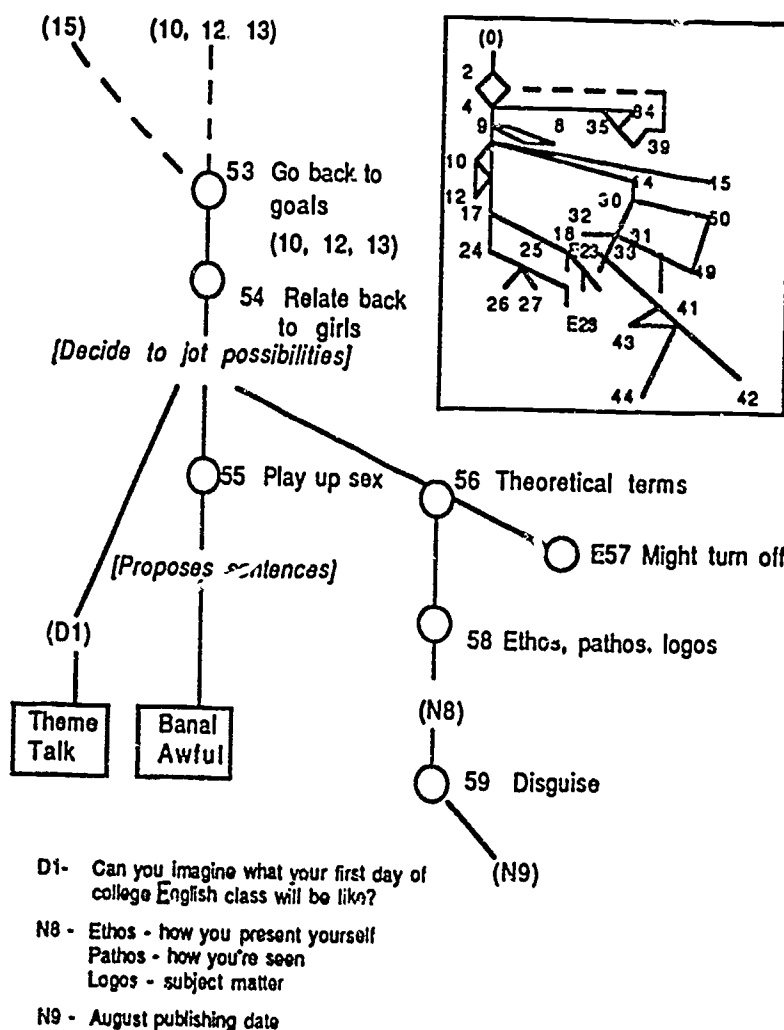 (15) (10, 12. 13)
53 Go back to
goals
(10, 12, 13)
54 Relate back
to girls
[Decide to jot possibilities]
55 Play up sex
56 Theoretical terms
E57 Might turn off
[Proposes sentences]
(D1)
58 Ethos, pathos. logos
Theme
Talk
Banal
Awful
(N8)
59 Disguise
(N9)
D1- Can you imagine what your first day of
college English class will be like?
N8 - Ethos - how you present yourself
Pathos - how you're seen
Logos - subject matter
N9 - August publishing date
(0)
2
4
9
8
35
39
10
12
15
30
50
17
32
31
18
33
24
25
49
26
27
41
43
44
42